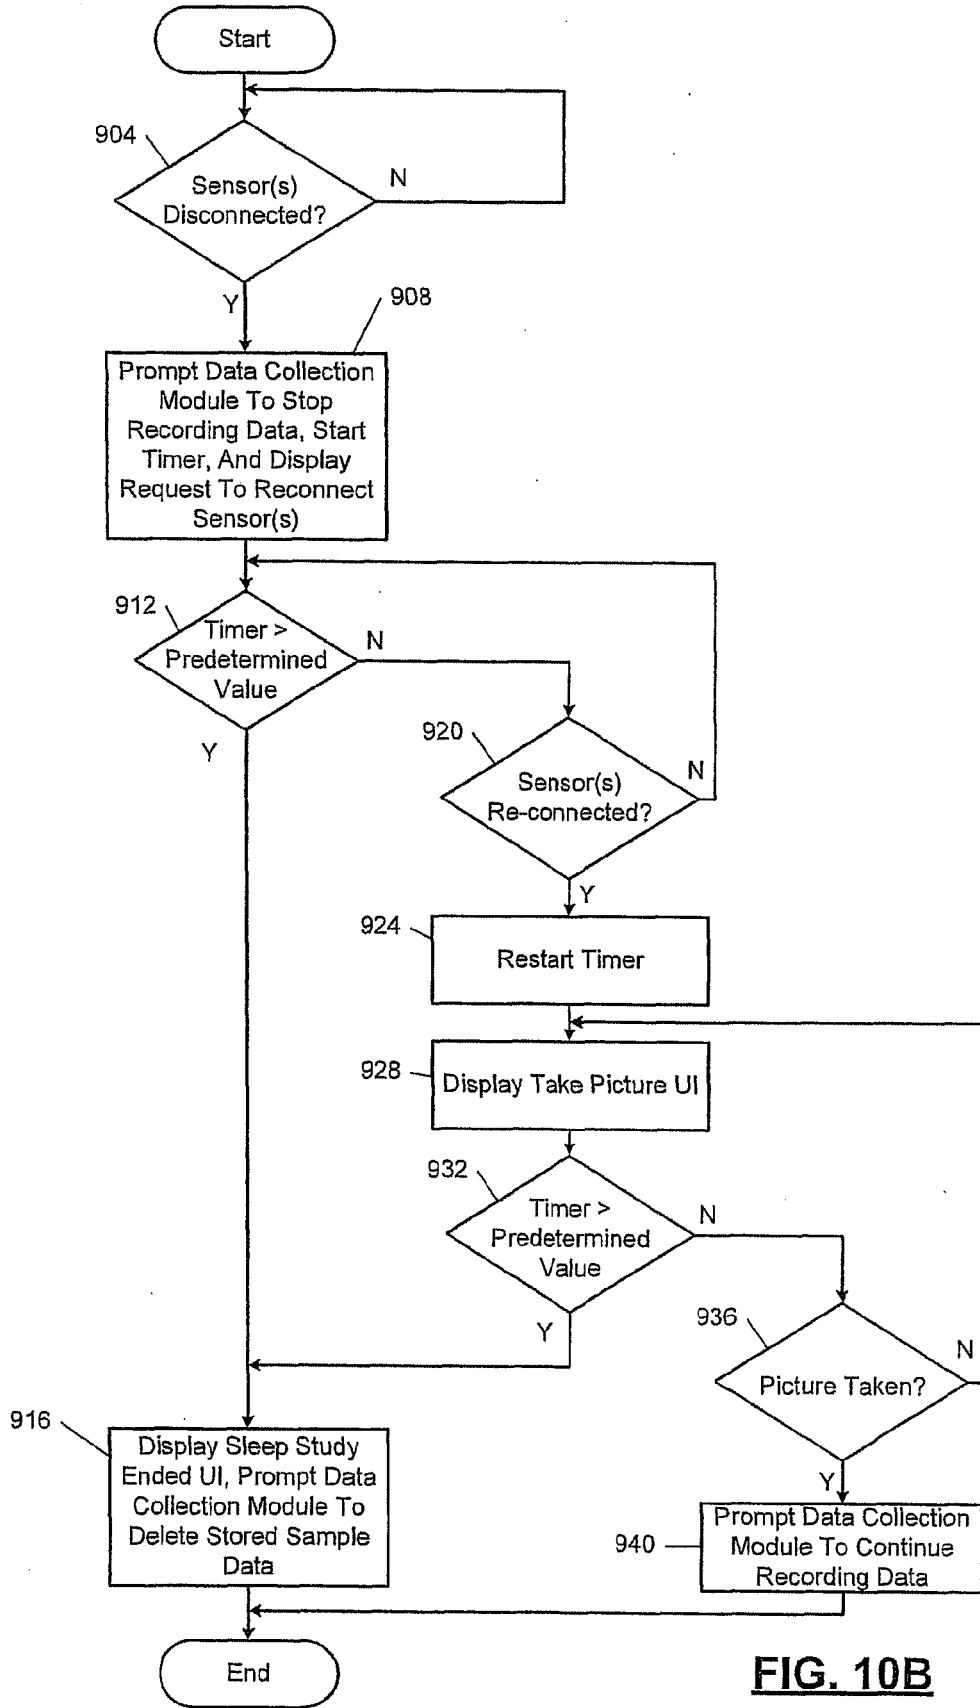 Start
904
Sensor(s)
Disconnected?
N
Y
908
Prompt Data Collection
Module To Stop
Recording Data, Start
Timer, And Display
Request To Reconnect
Sensor(s)
912
Timer >
Predetermined
Value
N
Y
920
Sensor(s)
Re-connected?
N
Y
924
Restart Timer
928
Display Take Picture UI
932
Timer >
Predetermined
Value
N
Y
936
Picture Taken?
N
Y
916
Display Sleep Study
Ended UI, Prompt Data
Collection Module To
Delete Stored Sample
Data
940
Prompt Data Collection
Module To Continue
Recording Data
End
FIG. 10B